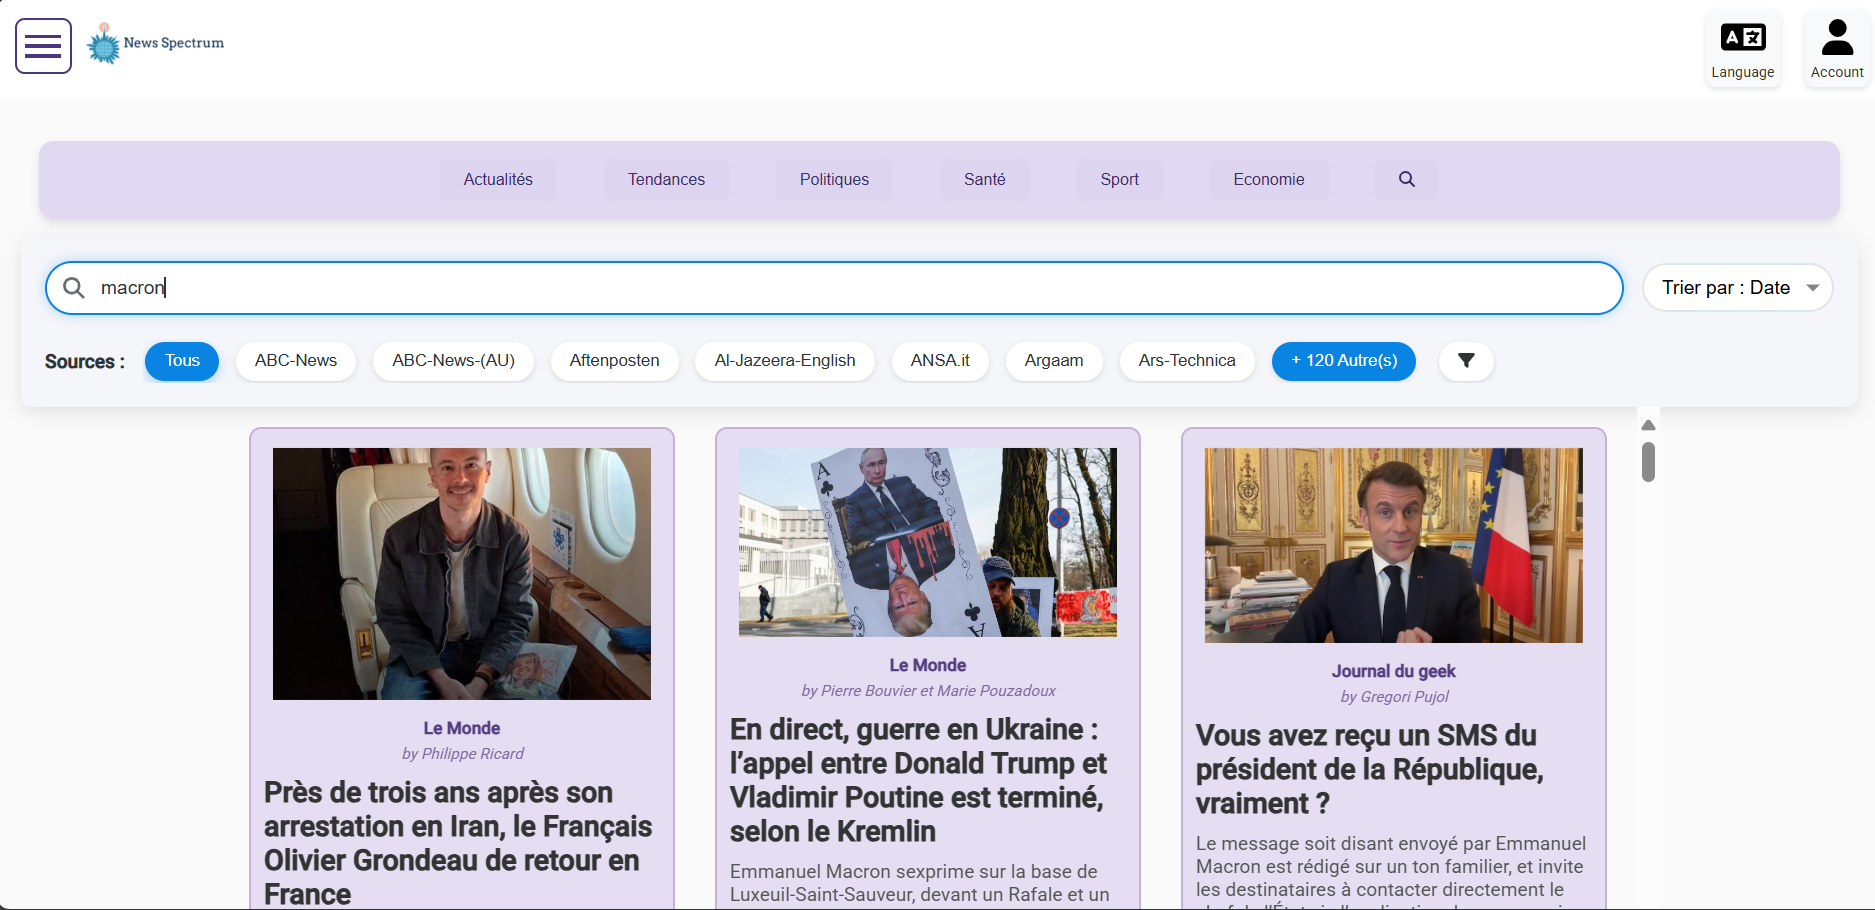 News Spectrum
Language
Account
Actualités
Tendances
Politiques
Santé
Sport
Economie
macron
Trier par : Date
Sources :
Tous
ABC-News
ABC-News-(AU)
Aftenposten
Al-Jazeera-English
ANSA.it
Argaam
Ars-Technica
+ 120 Autre(s)
Le Monde
by Philippe Ricard
Près de trois ans après son
arrestation en Iran, le Français
Olivier Grondeau de retour en
France
A
A
Le Monde
by Pierre Bouvier et Marie Pouzadoux
En direct, guerre en Ukraine :
l’appel entre Donald Trump et
Vladimir Poutine est terminé,
selon le Kremlin
Emmanuel Macron sexprime sur la base de
Luxeuil-Saint-Sauveur, devant un Rafale et un
Journal du geek
by Gregori Pujol
Vous avez reçu un SMS du
président de la République,
vraiment ?
Le message soit disant envoyé par Emmanuel
Macron est rédigé sur un ton familier, et invite
les destinataires à contacter directement le